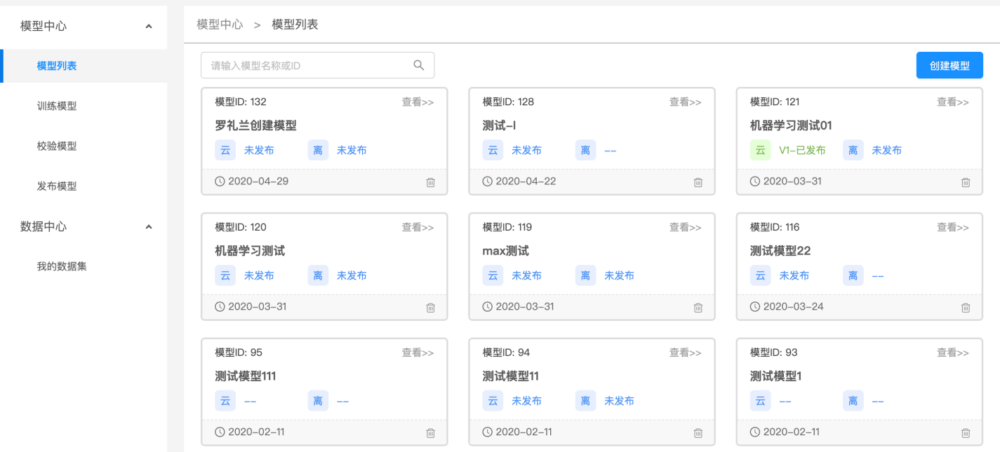 模型中心
模型列表
训练模型
校验模型
发布模型
数据中心
我的数据集
模型中心 > 模型列表
请输入模型名称或ID
创建模型
模型ID: 132 查看>>
罗礼兰创建模型
云 未发布 离 未发布
2020-04-29
模型ID: 128 查看>>
测试-l
云 未发布 离 --
2020-04-22
模型ID: 121 查看>>
机器学习测试01
云 V1-已发布 离 未发布
2020-03-31
模型ID: 120 查看>>
机器学习测试
云 未发布 离 未发布
2020-03-31
模型ID: 119 查看>>
max测试
云 未发布 离 未发布
2020-03-31
模型ID: 116 查看>>
测试模型22
云 未发布 离 --
2020-03-24
模型ID: 95 查看>>
测试模型111
云 -- 离 --
2020-02-11
模型ID: 94 查看>>
测试模型11
云 未发布 离 未发布
2020-02-11
模型ID: 93 查看>>
测试模型1
云 -- 离 --
2020-02-11